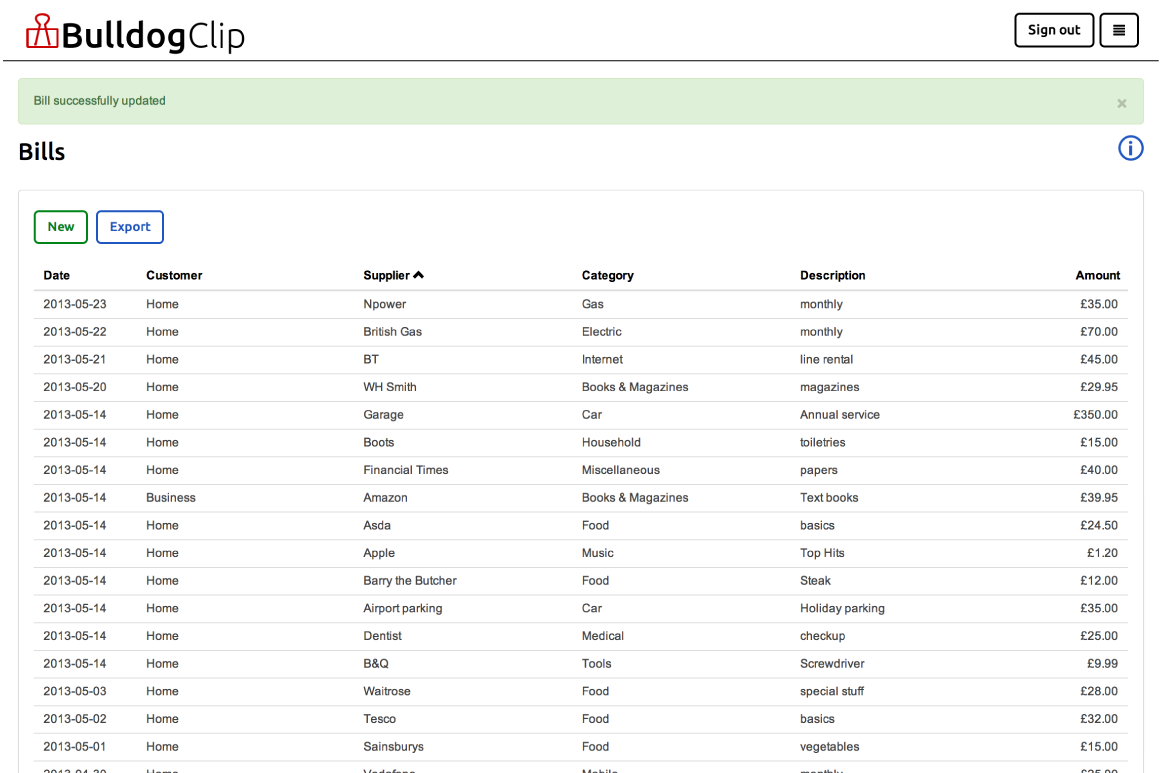 BulldogClip
Sign out
Bill successfully updated ×
Bills
New Export
Date Customer Supplier Category Description Amount
2013-05-23 Home Npower Gas monthly £35.00
2013-05-22 Home British Gas Electric monthly £70.00
2013-05-21 Home BT Internet line rental £45.00
2013-05-20 Home WH Smith Books & Magazines magazines £29.95
2013-05-14 Home Garage Car Annual service £350.00
2013-05-14 Home Boots Household toiletries £15.00
2013-05-14 Home Financial Times Miscellaneous papers £40.00
2013-05-14 Business Amazon Books & Magazines Text books £39.95
2013-05-14 Home Asda Food basics £24.50
2013-05-14 Home Apple Music Top Hits £1.20
2013-05-14 Home Barry the Butcher Food Steak £12.00
2013-05-14 Home Airport parking Car Holiday parking £35.00
2013-05-14 Home Dentist Medical checkup £25.00
2013-05-14 Home B&Q Tools Screwdriver £9.99
2013-05-03 Home Waitrose Food special stuff £28.00
2013-05-02 Home Tesco Food basics £32.00
2013-05-01 Home Sainsburys Food vegetables £15.00